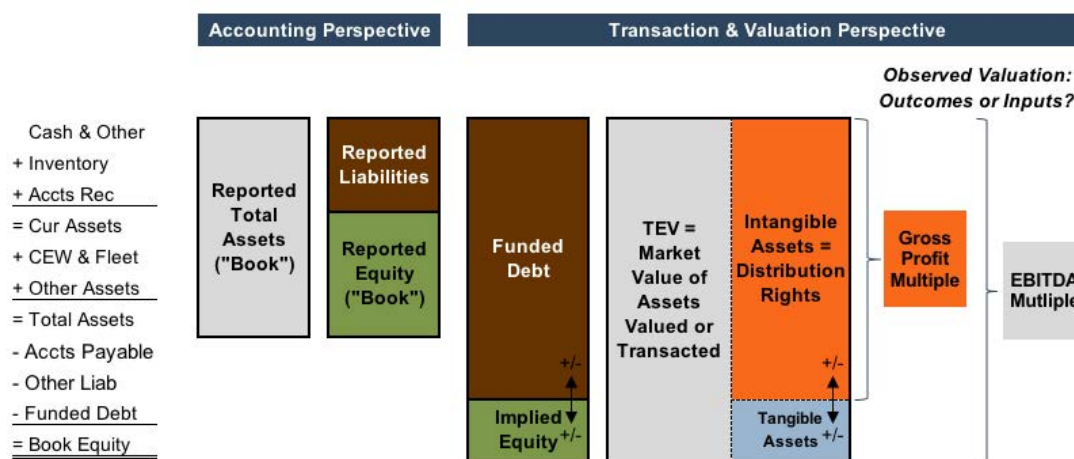 Accounting Perspective
Transaction & Valuation Perspective
Observed Valuation:
Outcomes or Inputs?
Cash & Other
+ Inventory
+ Accts Rec
= Cur Assets
+ CEW & Fleet
+ Other Assets
= Total Assets
- Accts Payable
- Other Liab
- Funded Debt
= Book Equity
Reported
Total
Assets
("Book")
Reported
Liabilities
Reported
Equity
("Book")
Funded
Debt
+/-
Implied
Equity
+/-
TEV =
Market
Value of
Assets
Valued or
Transacted
Intangible
Assets =
Distribution
Rights
+/-
Tangible
Assets
+/-
Gross
Profit
Multiple
EBITDA
Mutliple